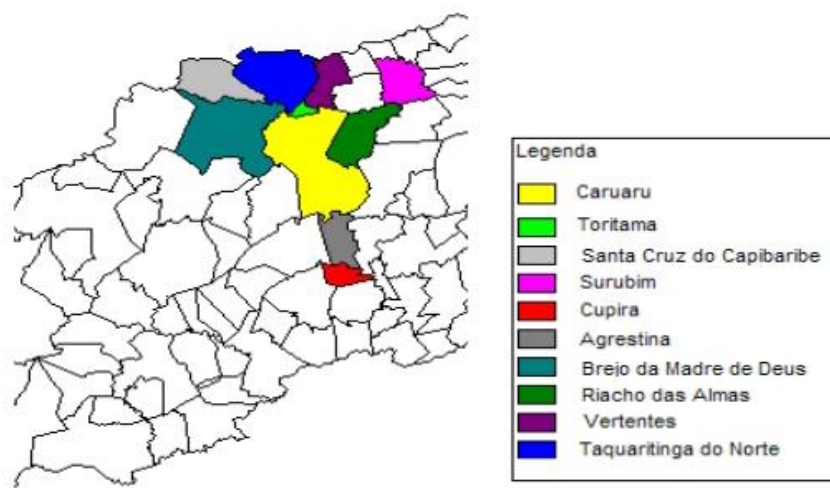 Legenda
Caruaru
Toritama
Santa Cruz do Capibaribe
Surubim
Cupira
Agrestina
Brejo da Madre de Deus
Riacho das Almas
Vertentes
Taquaritinga do Norte